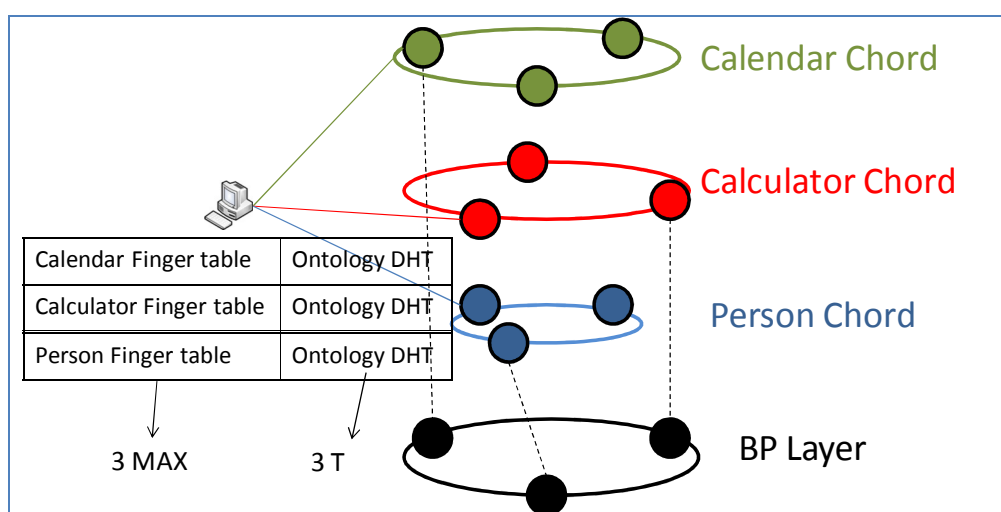 Calendar Chord
Calculator Chord
Calendar Finger table Ontology DHT
Calculator Finger table Ontology DHT
Person Chord
Person Finger table Ontology DHT
BP Layer
3 MAX 3 T